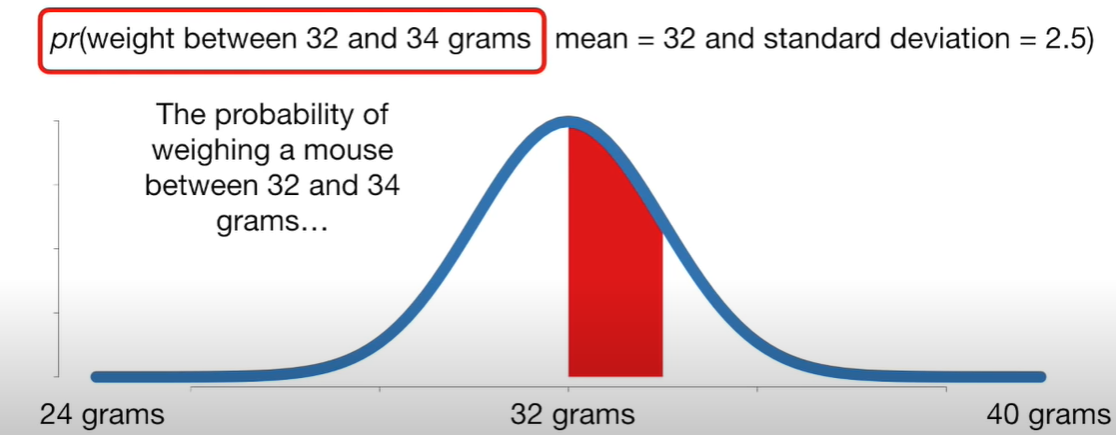 pr(weight between 32 and 34 grams mean = 32 and standard deviation = 2.5)
The probability of
weighing a mouse
between 32 and 34
grams...
24 grams
32 grams
40 grams